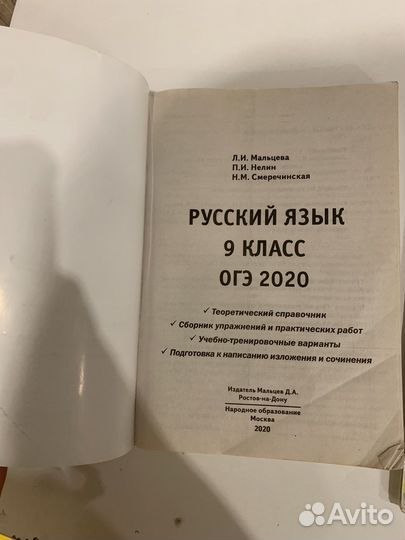 Л.И. Мальцева
П.И. Нелин
Н.М. Смеречинская
РУССКИЙ ЯЗЫК
9 КЛАСС
ОГЭ 2020
✓ Теоретический справочник
✓ Сборник упражнений и практических работ
✓ Учебно-тренировочные варианты
✓ Подготовка к написанию изложения и сочинения
Издатель Мальцев Д.А.
Ростов-на-Дону
Народное образование
Москва
2020
Avito